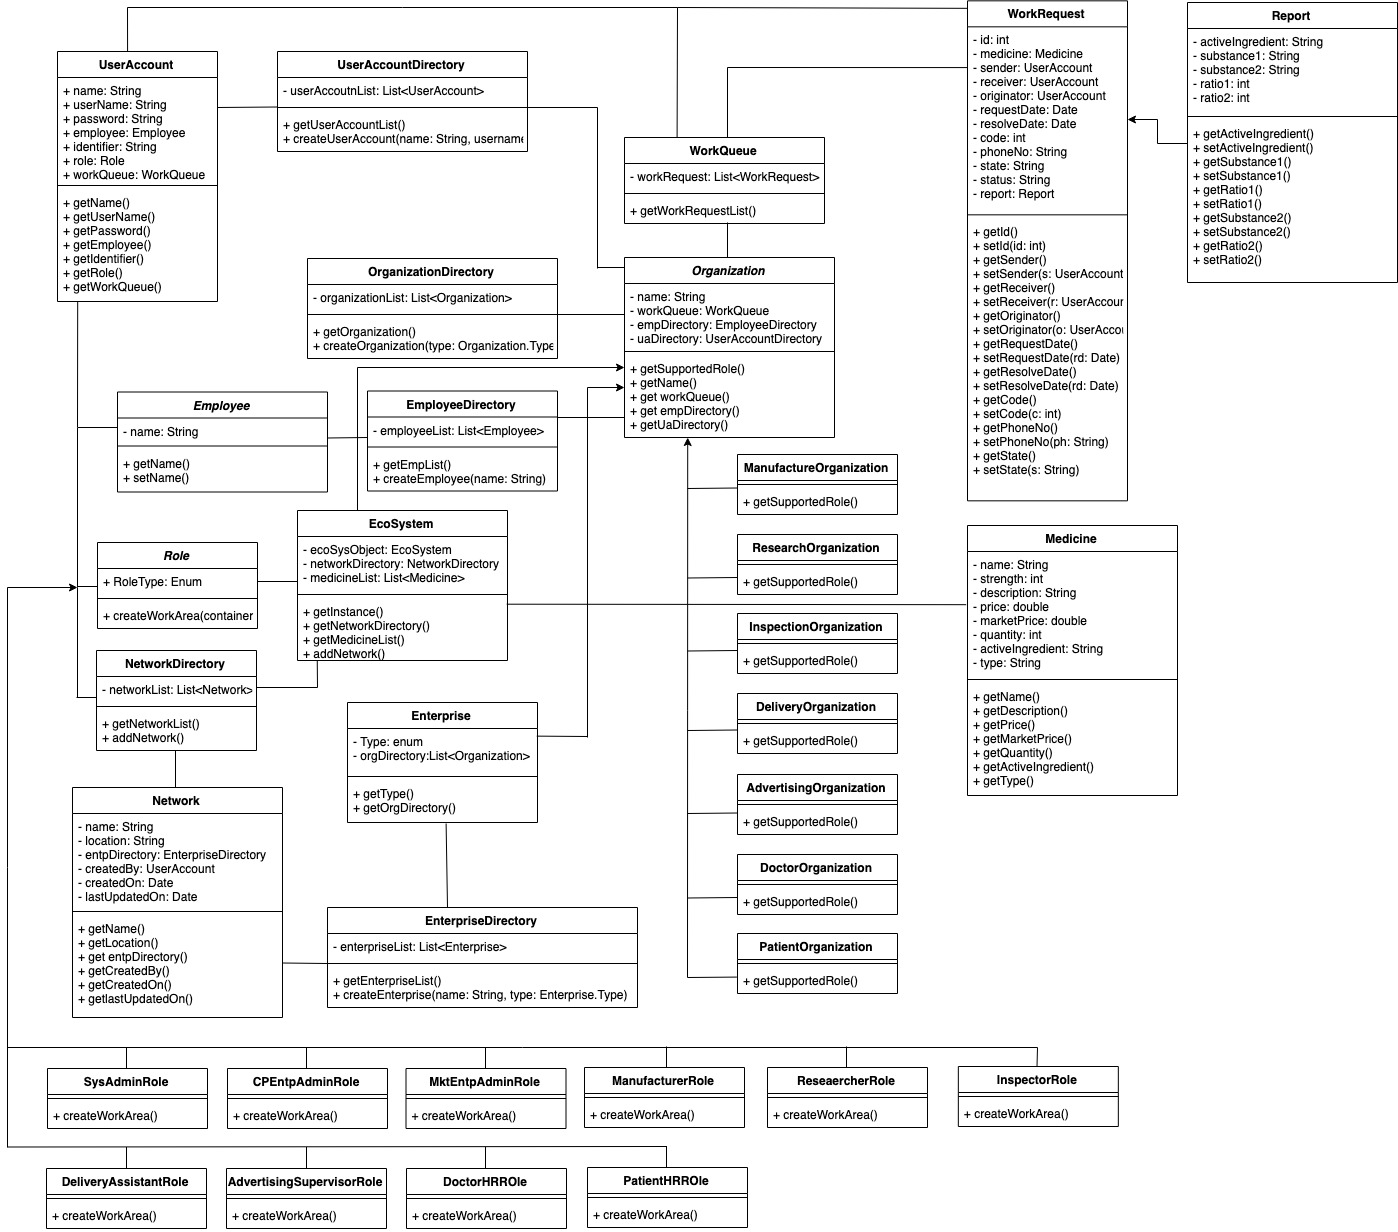 WorkRequest
- id: int
- medicine: Medicine
- sender: UserAccount
- receiver: UserAccount
- originator: UserAccount
- requestDate: Date
- resolveDate: Date
- code: int
- phoneNo: String
- state: String
- status: String
- report: Report
+ getId()
+ setId(id: int)
+ getSender()
+ setSender(s: UserAccount
+ getReceiver()
+ setReceiver(r: UserAccour
+ getOriginator()
+ setOriginator(o: UserAccou
+ getRequestDate()
+ setRequestDate(rd: Date)
+ getResolveDate()
+ setResolveDate(rd: Date)
+ getCode()
+ setCode(c: int)
+ getPhoneNo()
+ setPhoneNo(ph: String)
+ getState()
+ setState(s: String)
Report
- activeIngredient: String
- substance1: String
- substance2: String
- ratio1: int
- ratio2: int
+ getActiveIngredient()
+ setActiveIngredient()
+ getSubstance1()
+ setSubstance1()
+ getRatio1()
+ setRatio1()
+ getSubstance2()
+ setSubstance2()
+ getRatio2()
+ setRatio2()
UserAccount
+ name: String
+ userName: String
+ password: String
+ employee: Employee
+ identifier: String
+ role: Role
+ workQueue: WorkQueue
+ getName()
+ getUserName()
+ getPassword()
+ getEmployee()
+ getIdentifier()
+ getRole()
+ getWorkQueue()
UserAccountDirectory
- userAccoutnList: List<UserAccount>
+ getUserAccountList()
+ createUserAccount(name: String, username
WorkQueue
- workRequest: List<WorkRequest>
+ getWorkRequestList()
OrganizationDirectory
- organizationList: List<Organization>
+ getOrganization()
+ createOrganization(type: Organization.Type
Organization
- name: String
- workQueue: WorkQueue
- empDirectory: EmployeeDirectory
- uaDirectory: UserAccountDirectory
+ getSupportedRole()
+ getName()
+ get workQueue()
+ get empDirectory()
+ getUaDirectory()
Employee
- name: String
+ getName()
+ setName()
EmployeeDirectory
- employeeList: List<Employee>
+ getEmpList()
+ createEmployee(name: String)
ManufactureOrganization
+ getSupportedRole()
ResearchOrganization
+ getSupportedRole()
InspectionOrganization
+ getSupportedRole()
DeliveryOrganization
+ getSupportedRole()
AdvertisingOrganization
+ getSupportedRole()
DoctorOrganization
+ getSupportedRole()
PatientOrganization
+ getSupportedRole()
EcoSystem
- ecoSysObject: EcoSystem
- networkDirectory: NetworkDirectory
- medicineList: List<Medicine>
+ getInstance()
+ getNetworkDirectory()
+ getMedicineList()
+ addNetwork()
Role
+ RoleType: Enum
+ createWorkArea(container
Medicine
- name: String
- strength: int
- description: String
- price: double
- marketPrice: double
- quantity: int
- activeIngredient: String
- type: String
+ getName()
+ getDescription()
+ getPrice()
+ getMarketPrice()
+ getQuantity()
+ getActiveIngredient()
+ getType()
NetworkDirectory
- networkList: List<Network>
+ getNetworkList()
+ addNetwork()
Enterprise
- Type: enum
- orgDirectory:List<Organization>
+ getType()
+ getOrgDirectory()
Network
- name: String
- location: String
- entpDirectory: EnterpriseDirectory
- createdBy: UserAccount
- createdOn: Date
- lastUpdatedOn: Date
+ getName()
+ getLocation()
+ get entpDirectory()
+ getCreatedBy()
+ getCreatedOn()
+ getlastUpdatedOn()
EnterpriseDirectory
- enterpriseList: List<Enterprise>
+ getEnterpriseList()
+ createEnterprise(name: String, type: Enterprise.Type)
SysAdminRole
+ createWorkArea()
CPEntpAdminRole
+ createWorkArea()
MktEntpAdminRole
+ createWorkArea()
ManufacturerRole
+ createWorkArea()
ReseaercherRole
+ createWorkArea()
InspectorRole
+ createWorkArea()
DeliveryAssistantRole
+ createWorkArea()
AdvertisingSupervisorRole
+ createWorkArea()
DoctorHRROle
+ createWorkArea()
PatientHRROle
+ createWorkArea()